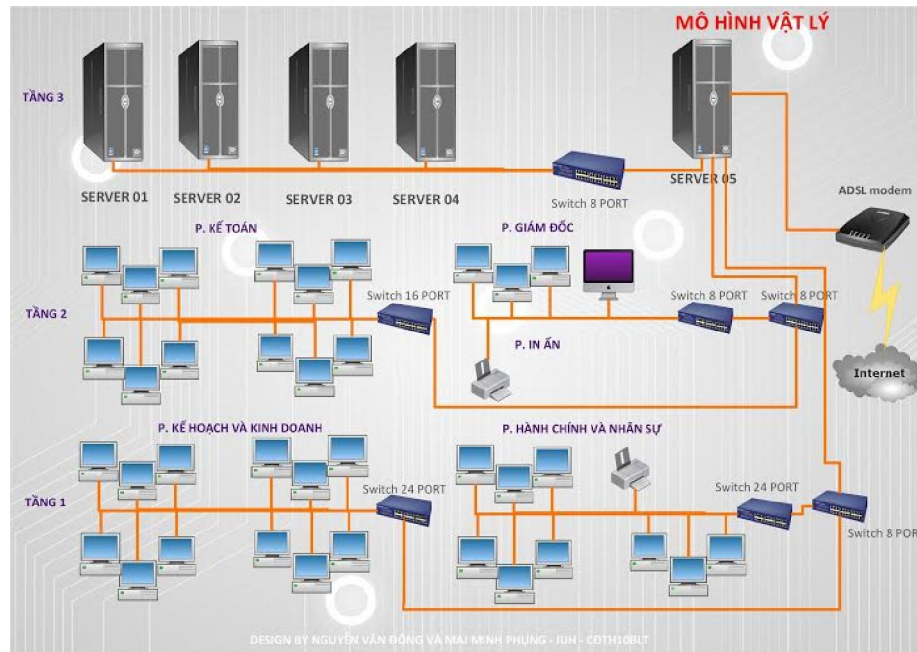 MÔ HÌNH VẬT LÝ
TẦNG 3
SERVER 01
SERVER 02
SERVER 03
SERVER 04
Switch 8 PORT
SERVER 05
ADSL modem
P. KẾ TOÁN
P. GIÁM ĐỐC
Switch 16 PORT
Switch 8 PORT
Switch 8 PORT
TẦNG 2
P. IN ẤN
Internet
P. KẾ HOẠCH VÀ KINH DOANH
P. HÀNH CHÍNH VÀ NHÂN SỰ
Switch 24 PORT
Switch 24 PORT
TẦNG 1
Switch 8 POR
DESIGN BY NGUYỄN VĂN ĐÔNG VÀ MAI MINH PHỤNG - IUH - CĐTH10BLT